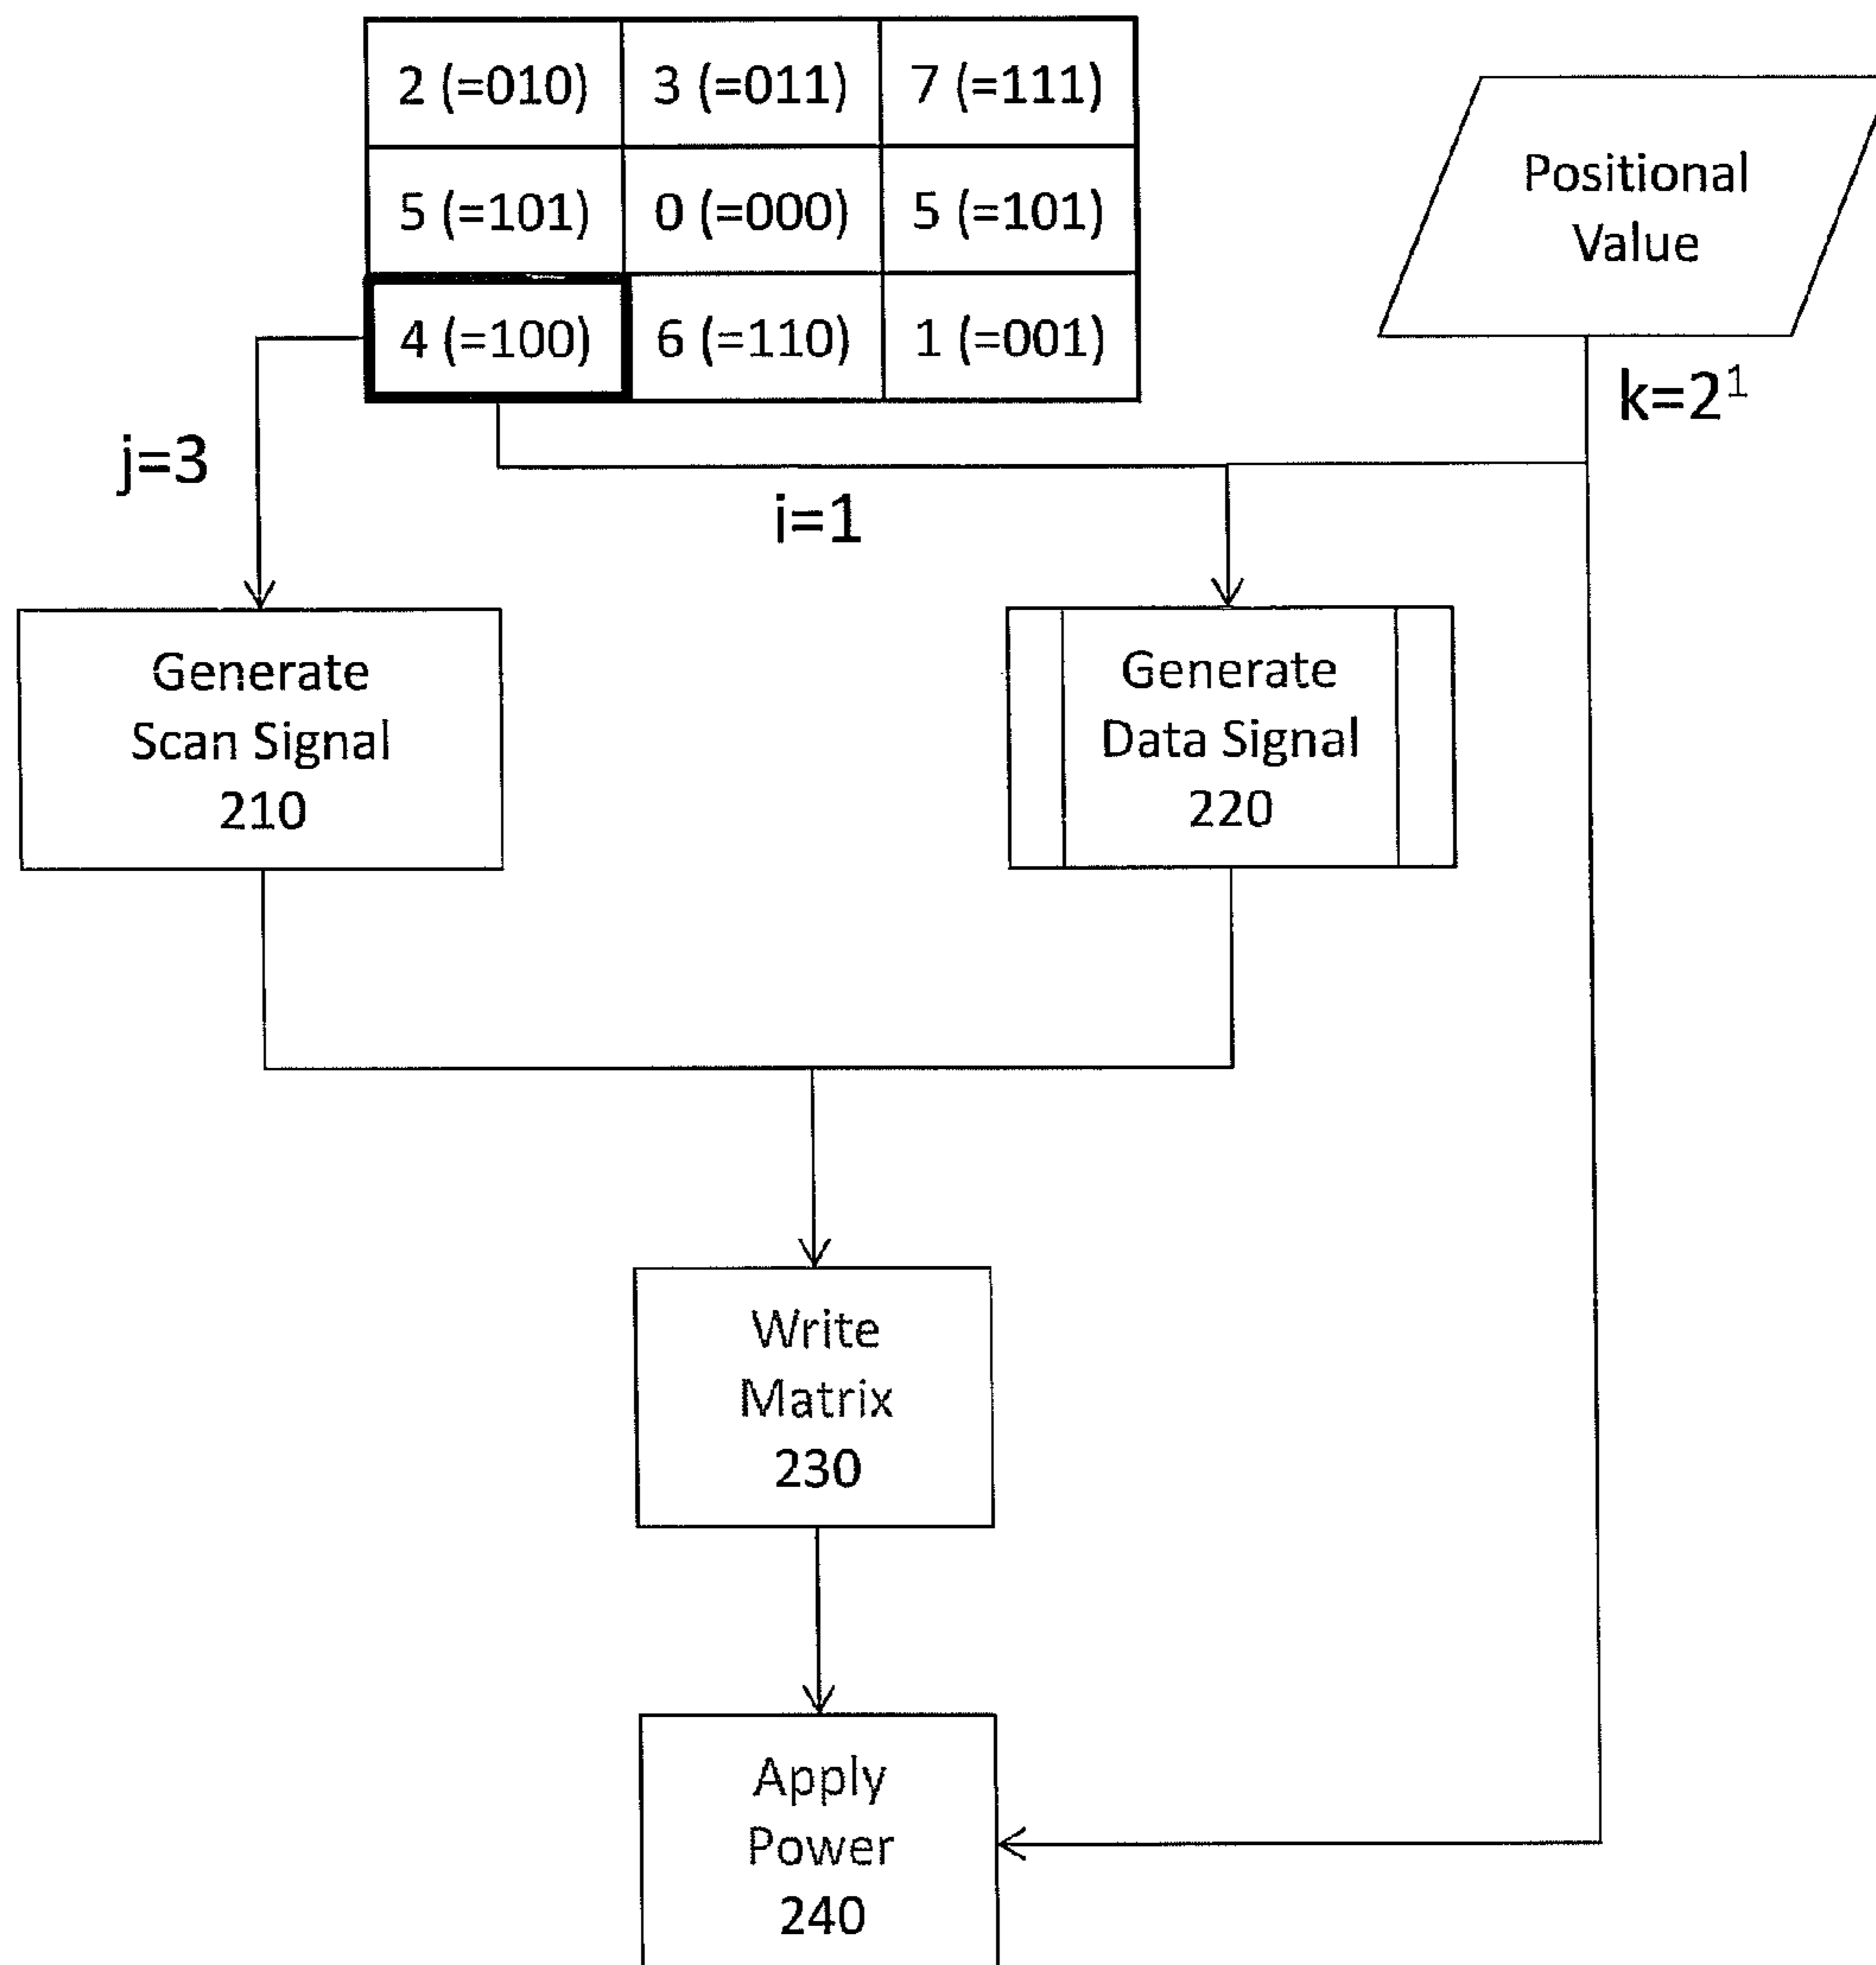 2 (=010) 3 (=011) 7 (=111)
5 (=101) 0 (=000) 5 (=101)
4 (=100) 6 (=110) 1 (=001)
Positional
Value
k=2¹
j=3
i=1
Generate
Scan Signal
210
Generate
Data Signal
220
Write
Matrix
230
Apply
Power
240